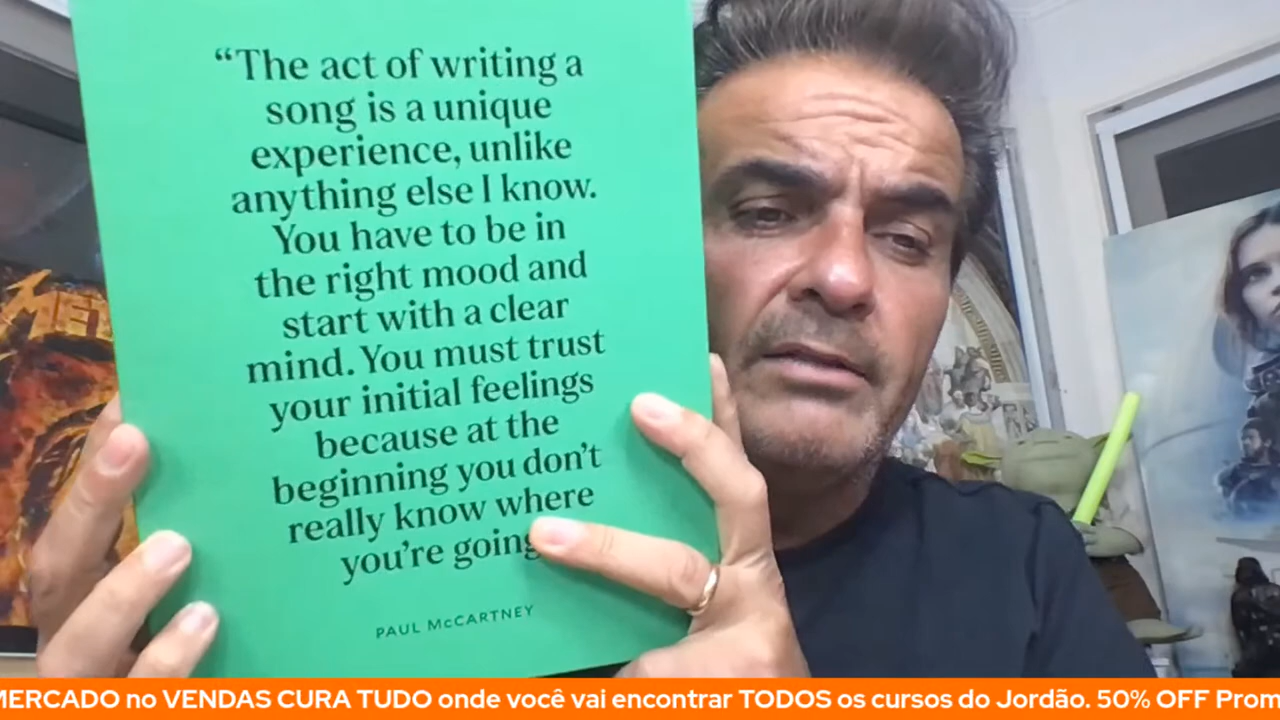 “The act of writing a
song is a unique
experience, unlike
anything else I know.
You have to be in
the right mood and
start with a clear
mind. You must trust
your initial feelings
because at the
beginning you don’t
really know where
you’re going
PAUL McCARTNEY
MERCADO no VENDAS CURA TUDO onde você vai encontrar TODOS os cursos do Jordão. 50% OFF Prom